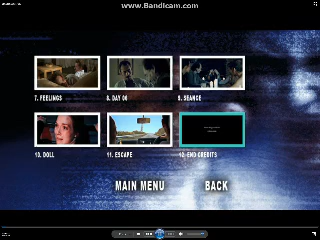 www.Bandicam.com
7. FEELINGS
8. DAY 00
9. SEANCE
10. DOLL
11. ESCAPE
12. END CREDITS
MAIN MENU
BACK